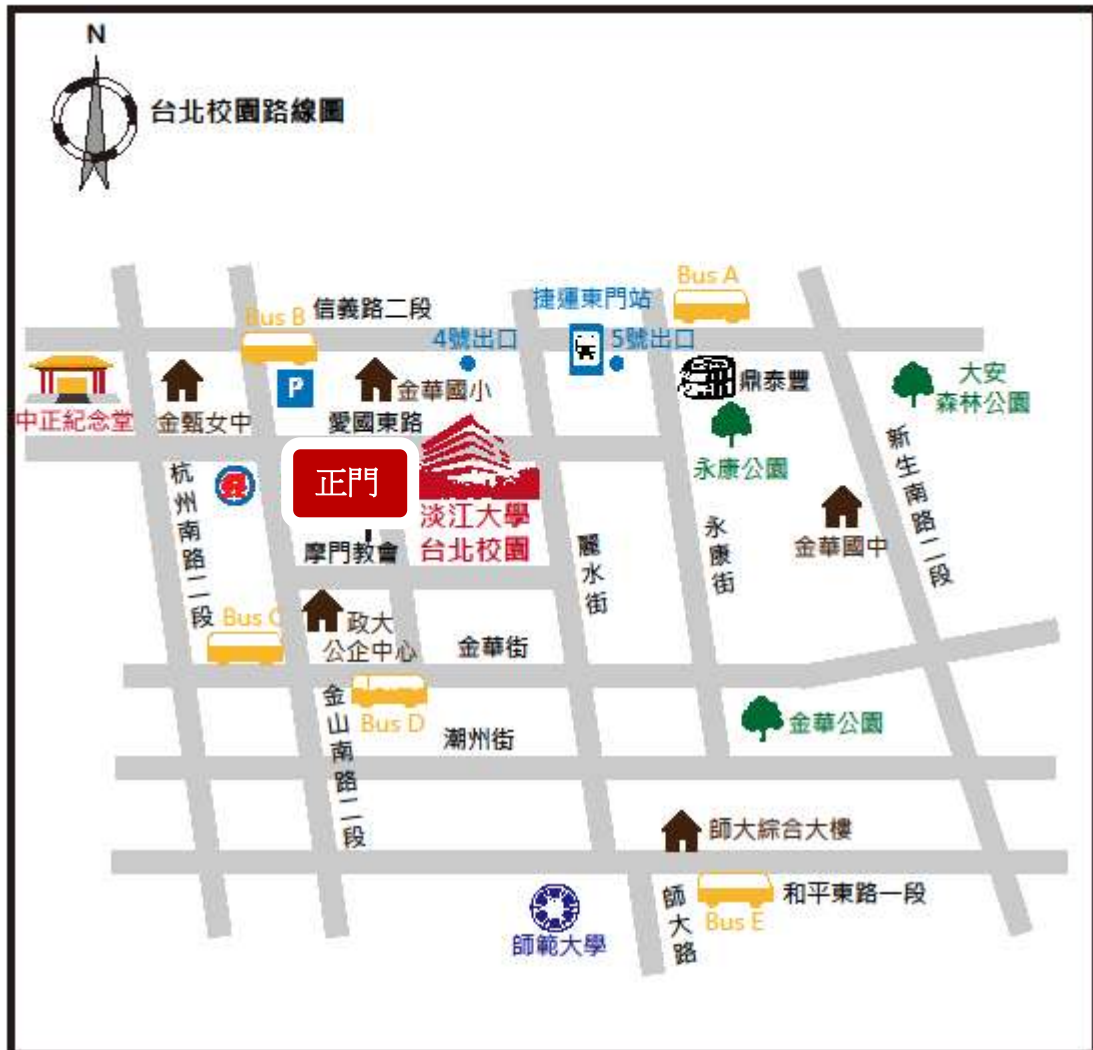 N
台北校園路線圖
Bus A
捷運東門站
Bus B
信義路二段
4號出口
5號出口
P
金華國小
鼎泰豐
大安
森林公園
中正紀念堂
金甌女中
愛國東路
永康公園
新生南路二段
杭州南路二段
正門
淡江大學
台北校園
摩門教會
麗水街
永康街
金華國中
Bus C
政大
公企中心
金華街
金山南路二段
Bus D
潮州街
金華公園
師大綜合大樓
師大路
Bus E
和平東路一段
師範大學